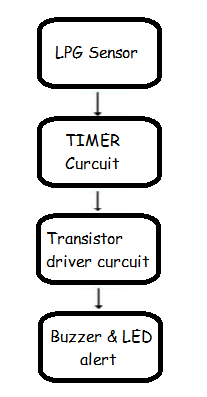 LPG Sensor
TIMER
Curcuit
Transistor
driver curcuit
Buzzer & LED
alert